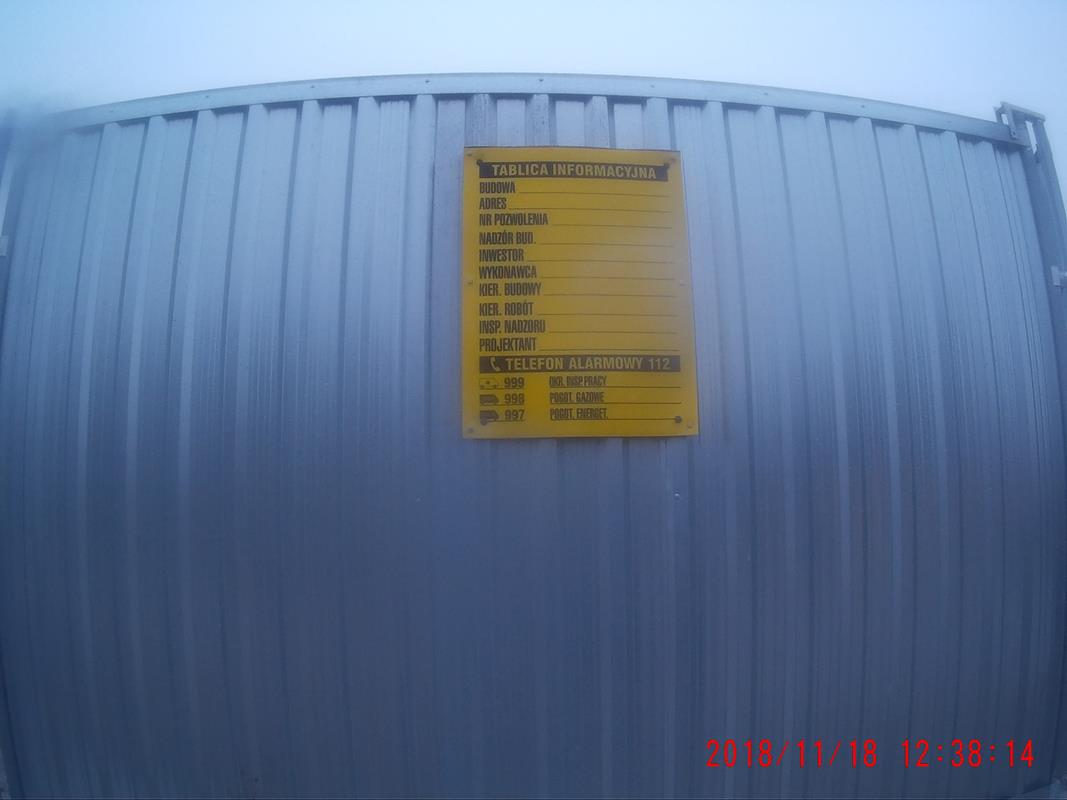 TABLICA INFORMACYJNA
BUDOWA
ADRES
NR POZWOLENIA
NADZÓR BUD.
INWESTOR
WYKONAWCA
KIER. BUDOWY
KIER. ROBÓT
INSP. NADZORU
PROJEKTANT
TELEFON ALARMOWY 112
999 OKR. INSP. PRACY
998 POGOT. GAZOWE
997 POGOT. ENERGET.
2018/11/18 12:38:14